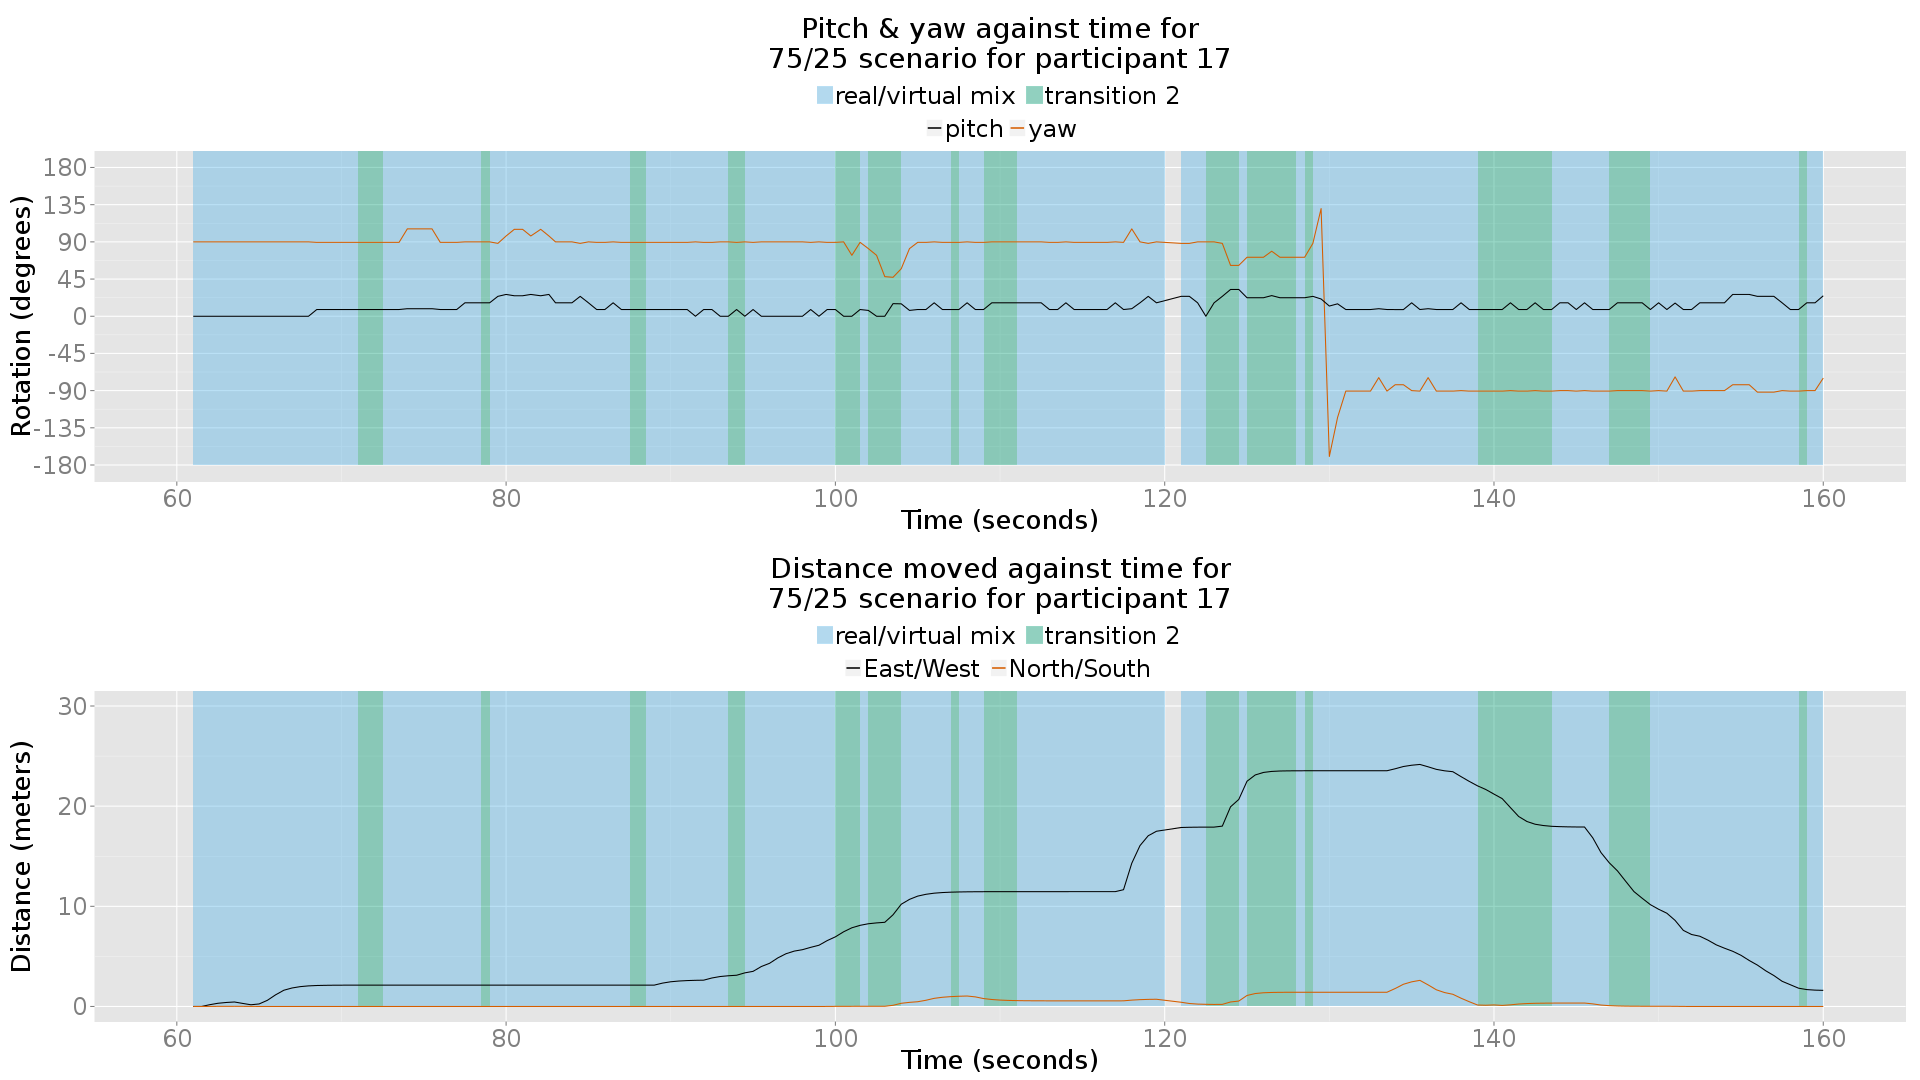 Pitch & yaw against time for
75/25 scenario for participant 17
real/virtual mix transition 2
pitch yaw
Rotation (degrees)
180
135
90
45
0
-45
-90
-135
-180
60 80 100 120 140 160
Time (seconds)
Distance moved against time for
75/25 scenario for participant 17
real/virtual mix transition 2
East/West North/South
Distance (meters)
30
20
10
0
60 80 100 120 140 160
Time (seconds)